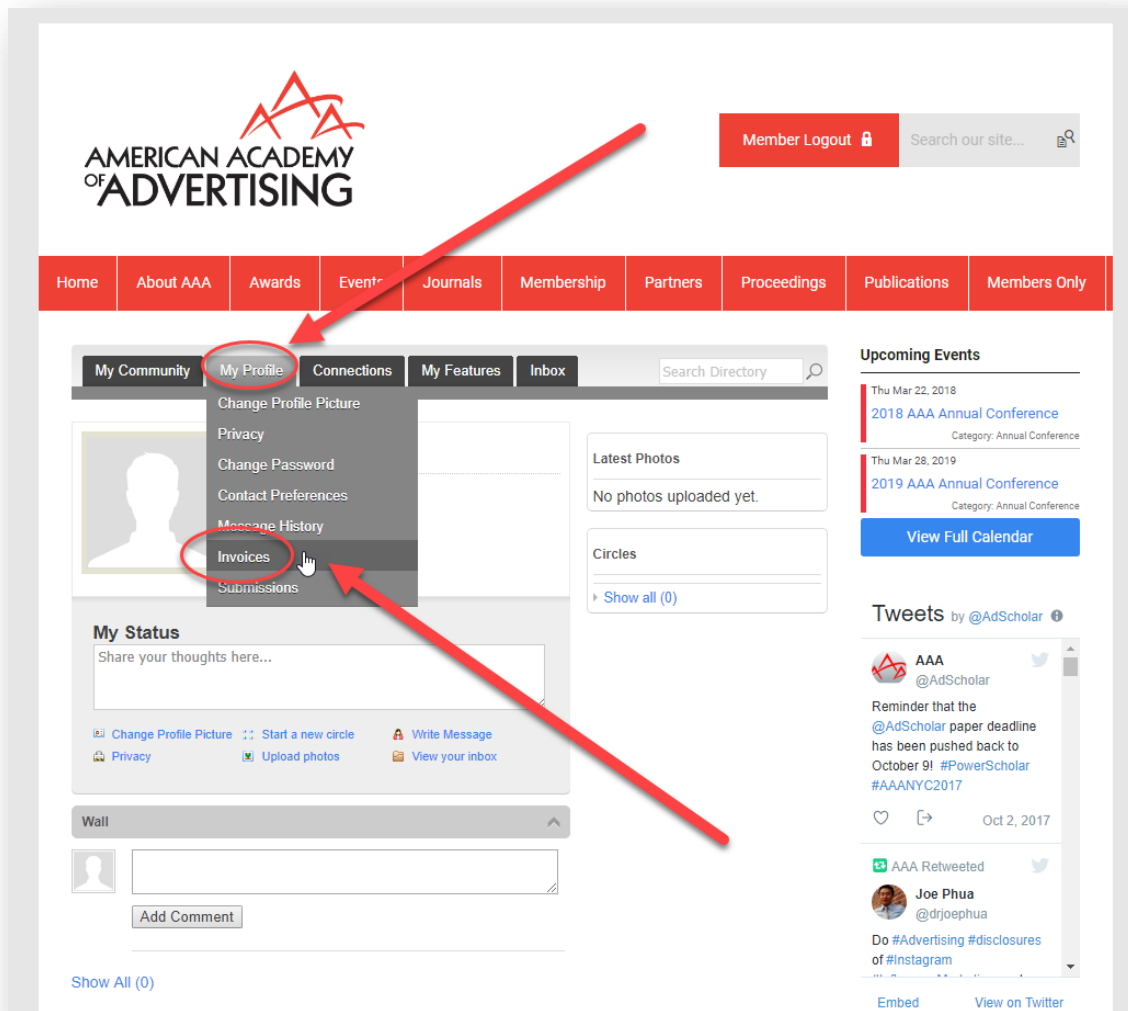 AMERICAN ACADEMY
OF ADVERTISING
Member Logout
Search our site...
Home
About AAA
Awards
Events
Journals
Membership
Partners
Proceedings
Publications
Members Only
My Community
My Profile
Connections
My Features
Inbox
Search Directory
Change Profile Picture
Privacy
Change Password
Contact Preferences
Message History
Invoices
Submissions
My Status
Share your thoughts here...
Change Profile Picture
Start a new circle
Write Message
Privacy
Upload photos
View your inbox
Wall
Add Comment
Show All (0)
Latest Photos
No photos uploaded yet.
Circles
Show all (0)
Upcoming Events
Thu Mar 22, 2018
2018 AAA Annual Conference
Category: Annual Conference
Thu Mar 28, 2019
2019 AAA Annual Conference
Category: Annual Conference
View Full Calendar
Tweets by @AdScholar
AAA
@AdScholar
Reminder that the
@AdScholar paper deadline
has been pushed back to
October 9! #PowerScholar
#AAANYC2017
Oct 2, 2017
AAA Retweeted
Joe Phua
@drjoephua
Do #Advertising #disclosures
of #Instagram
Embed
View on Twitter